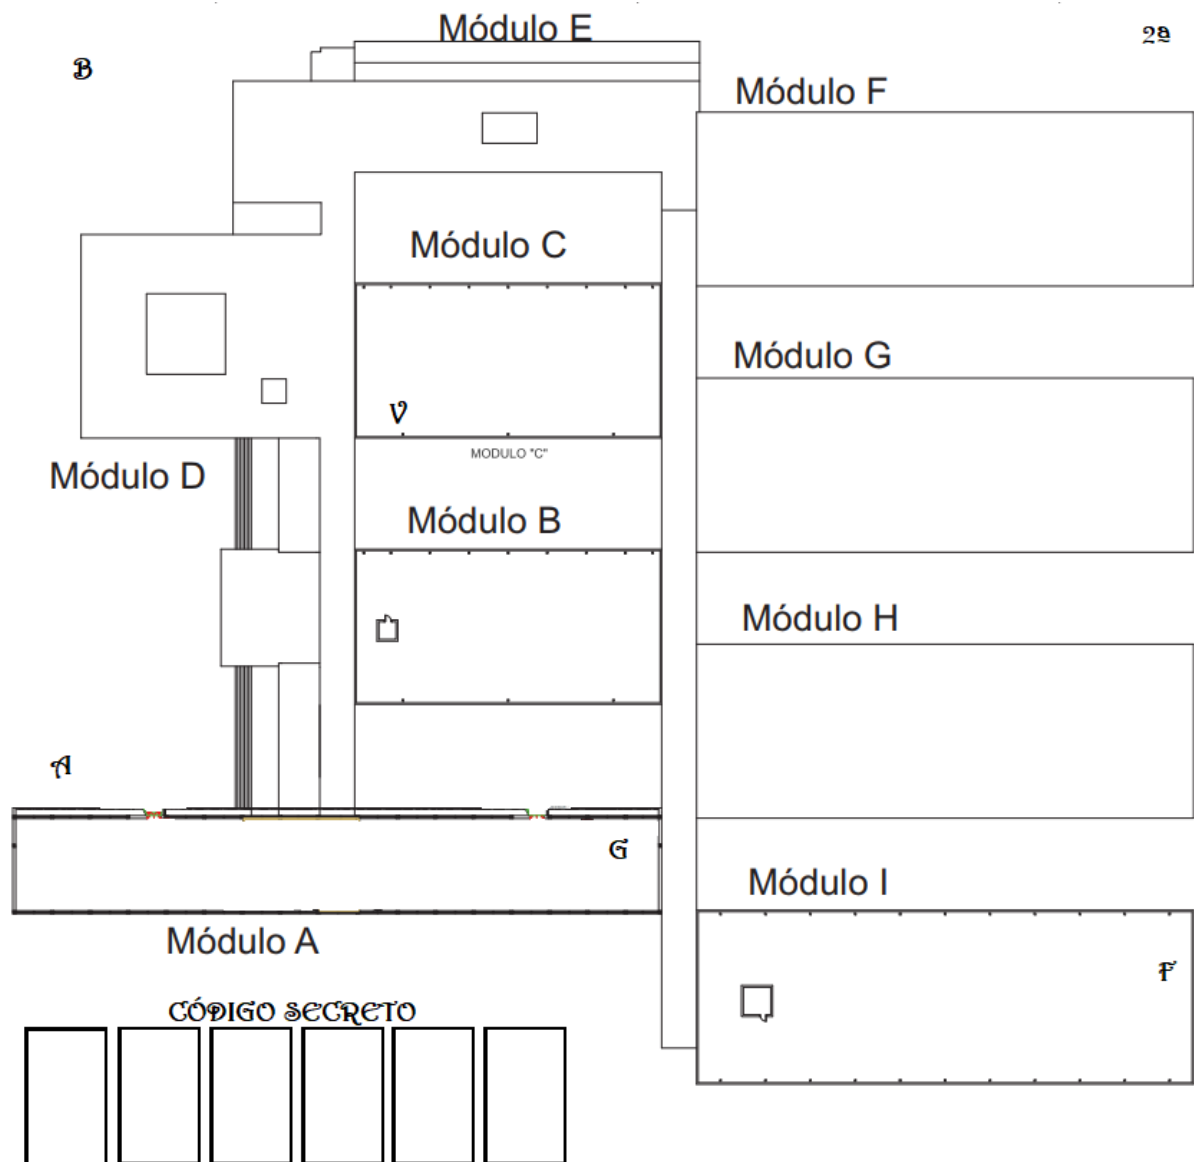 Módulo E
2ª
B
Módulo F
Módulo C
Módulo G
V
MODULO "C"
Módulo D
Módulo B
Módulo H
A
G
Módulo I
Módulo A
F
CÓDIGO SECRETO